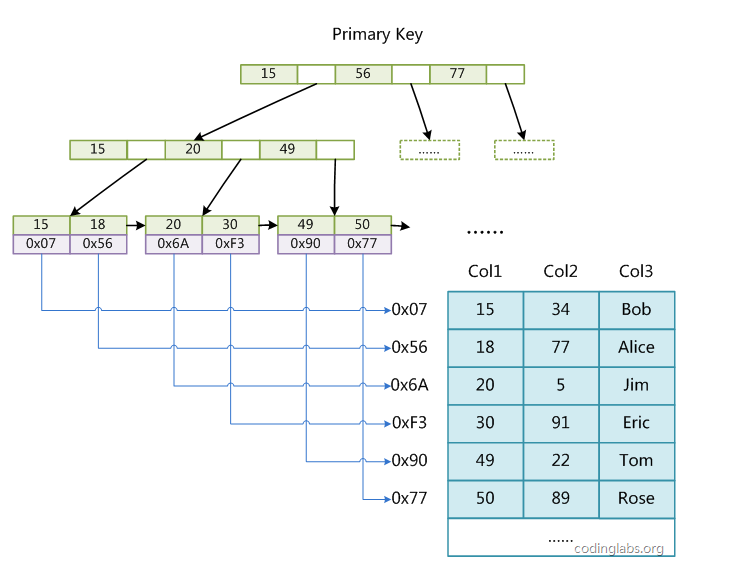 Primary Key
15 56 77
15 20 49 ...... ......
15 18 20 30 49 50
0x07 0x56 0x6A 0xF3 0x90 0x77
......
Col1 Col2 Col3
0x07 15 34 Bob
0x56 18 77 Alice
0x6A 20 5 Jim
0xF3 30 91 Eric
0x90 49 22 Tom
0x77 50 89 Rose
......
codinglabs.org